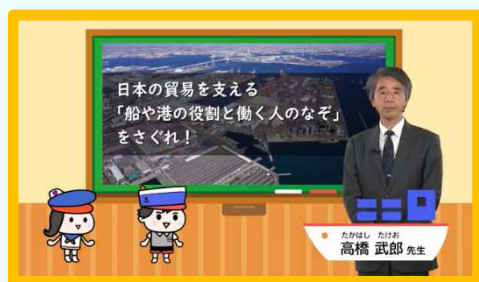 日本の貿易を支える
「船や港の役割と働く人のなぞ」
をさぐれ!
たかはし たけお
高橋 武郎 先生